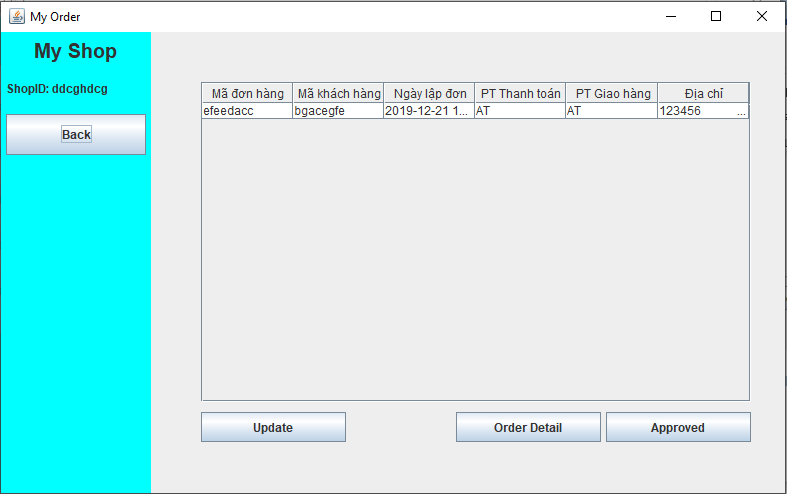 My Order
My Shop
ShopID: ddcghdcg
Back
Mã đơn hàng Mã khách hàng Ngày lập đơn PT Thanh toán PT Giao hàng Địa chỉ
efeedacc bgacegfe 2019-12-21 1... AT AT 123456 ...
Update Order Detail Approved